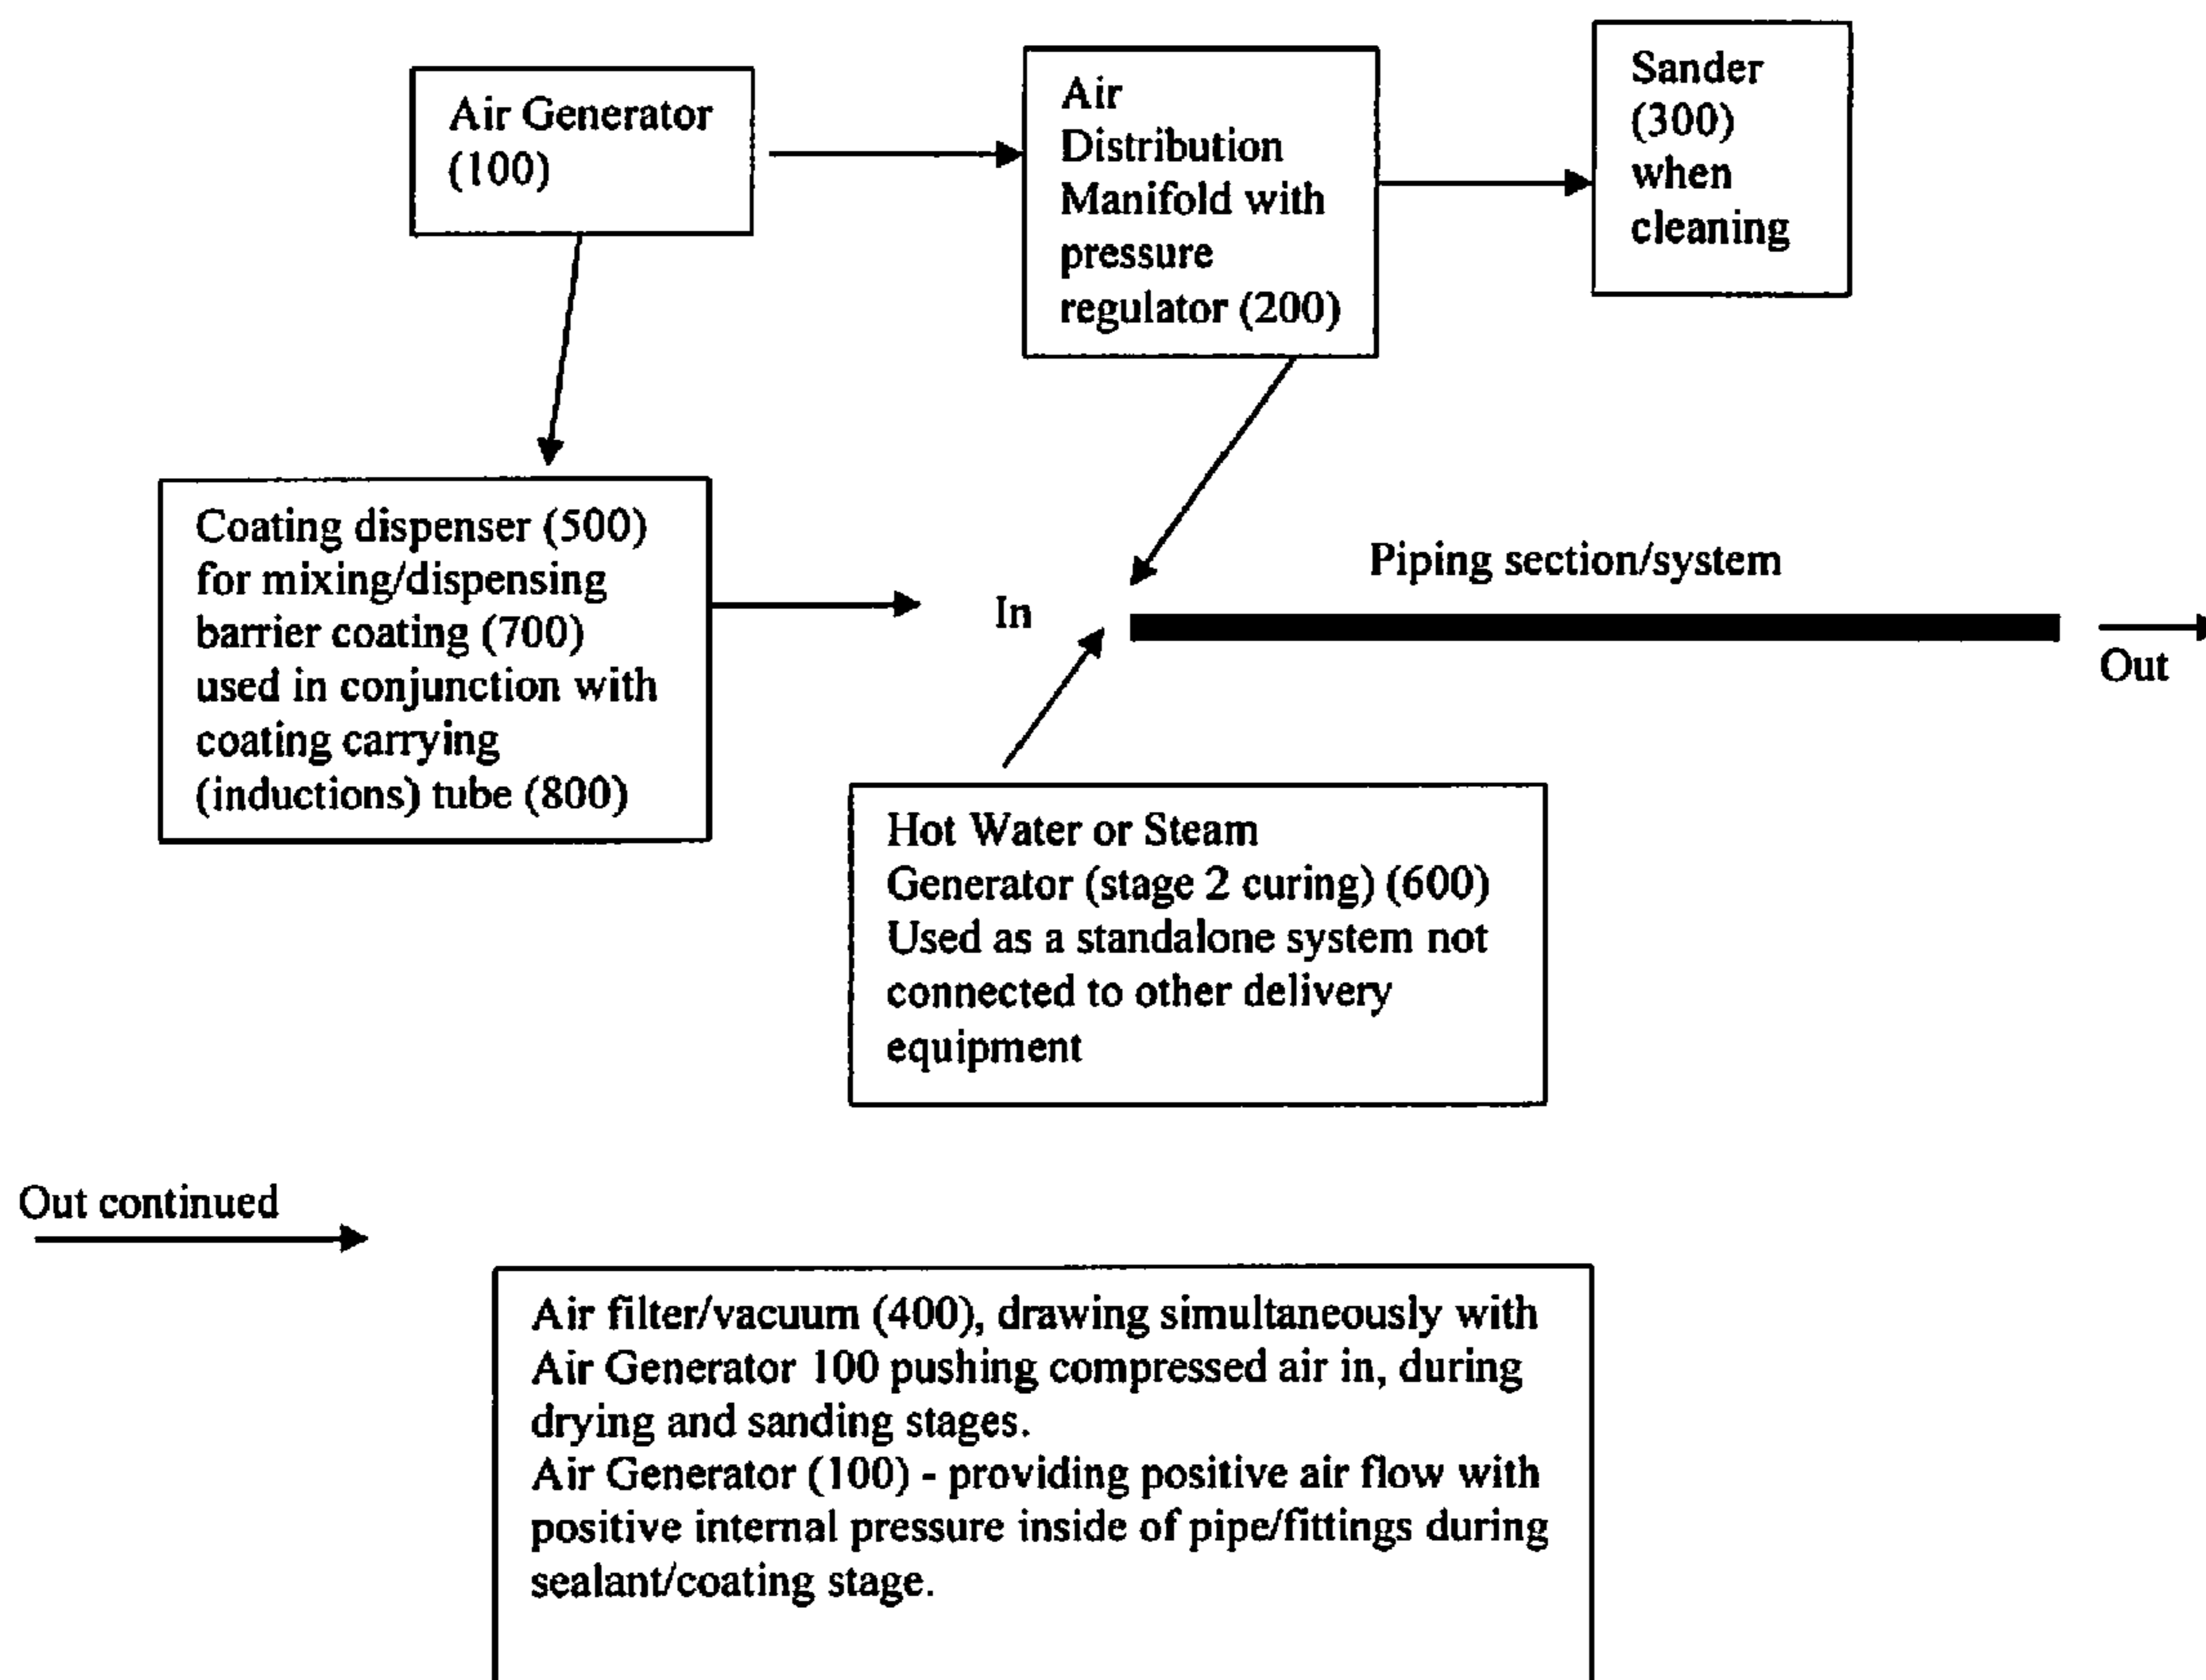 Air Generator
(100)
Air
Distribution
Manifold with
pressure
regulator (200)
Sander
(300)
when
cleaning
Coating dispenser (500)
for mixing/dispensing
barrier coating (700)
used in conjunction with
coating carrying
(inductions) tube (800)
In
Piping section/system
Out
Hot Water or Steam
Generator (stage 2 curing) (600)
Used as a standalone system not
connected to other delivery
equipment
Out continued
Air filter/vacuum (400), drawing simultaneously with
Air Generator 100 pushing compressed air in, during
drying and sanding stages.
Air Generator (100) - providing positive air flow with
positive internal pressure inside of pipe/fittings during
sealant/coating stage.